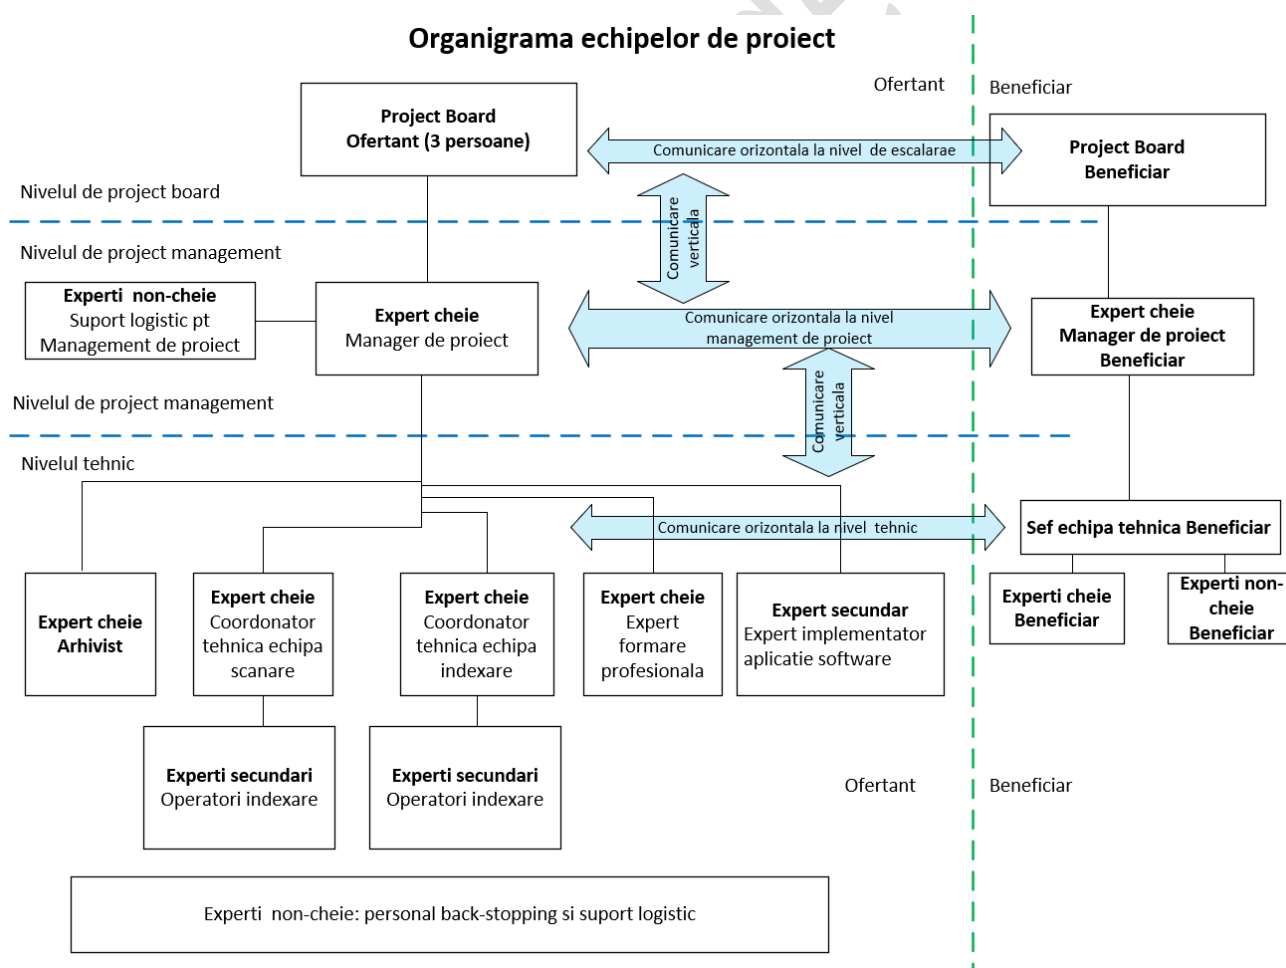 Organigrama echipelor de proiect
Ofertant
Beneficiar
Project Board
Ofertant (3 persoane)
Comunicare orizontala la nivel de escalarae
Project Board
Beneficiar
Nivelul de project board
Comunicare
verticala
Nivelul de project management
Experti non-cheie
Suport logistic pt
Management de proiect
Expert cheie
Manager de proiect
Comunicare orizontala la nivel
management de proiect
Expert cheie
Manager de proiect
Beneficiar
Nivelul de project management
Comunicare
verticala
Nivelul tehnic
Comunicare orizontala la nivel tehnic
Sef echipa tehnica Beneficiar
Expert cheie
Arhivist
Expert cheie
Coordonator
tehnica echipa
scanare
Expert cheie
Coordonator
tehnica echipa
indexare
Expert cheie
Expert
formare
profesionala
Expert secundar
Expert implementator
aplicatie software
Experti cheie
Beneficiar
Experti non-
cheie
Beneficiar
Experti secundari
Operatori indexare
Experti secundari
Operatori indexare
Ofertant
Beneficiar
Experti non-cheie: personal back-stopping si suport logistic